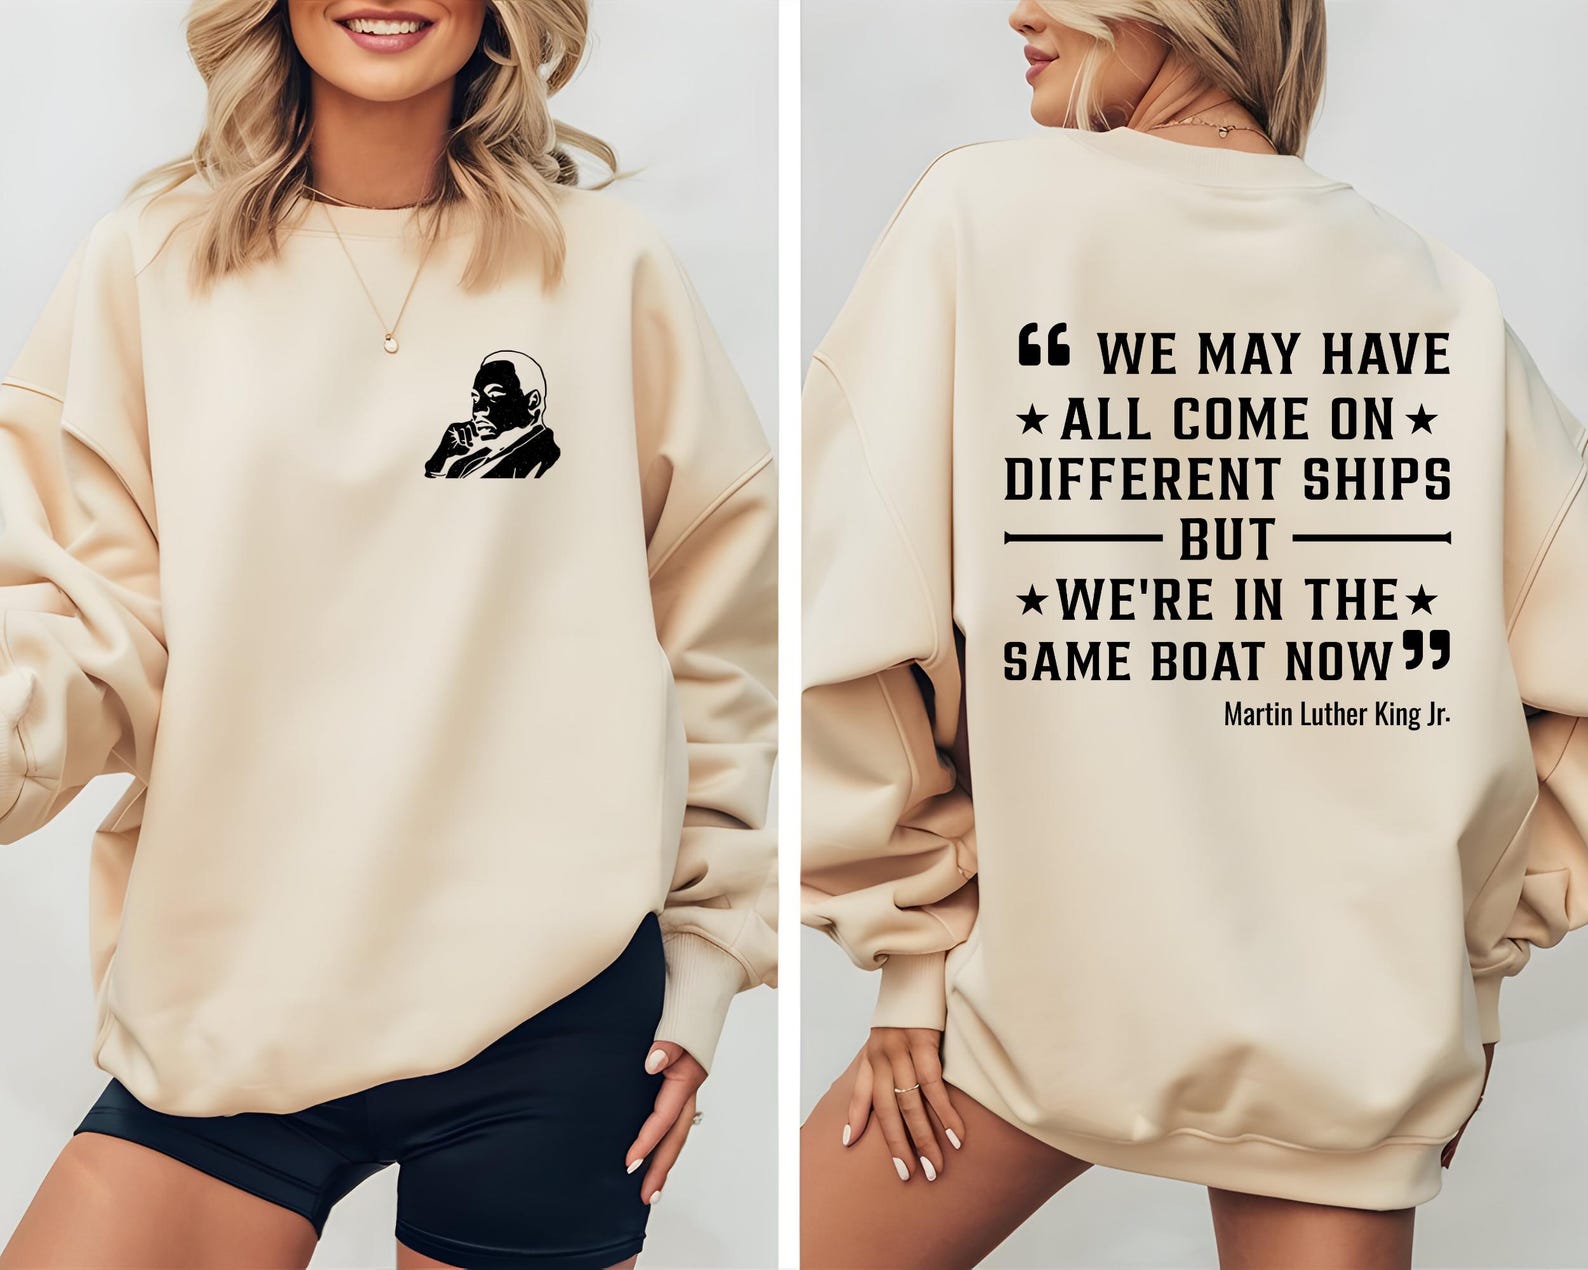 “ WE MAY HAVE
★ ALL COME ON ★
DIFFERENT SHIPS
BUT
★ WE'RE IN THE ★
SAME BOAT NOW ”
Martin Luther King Jr.